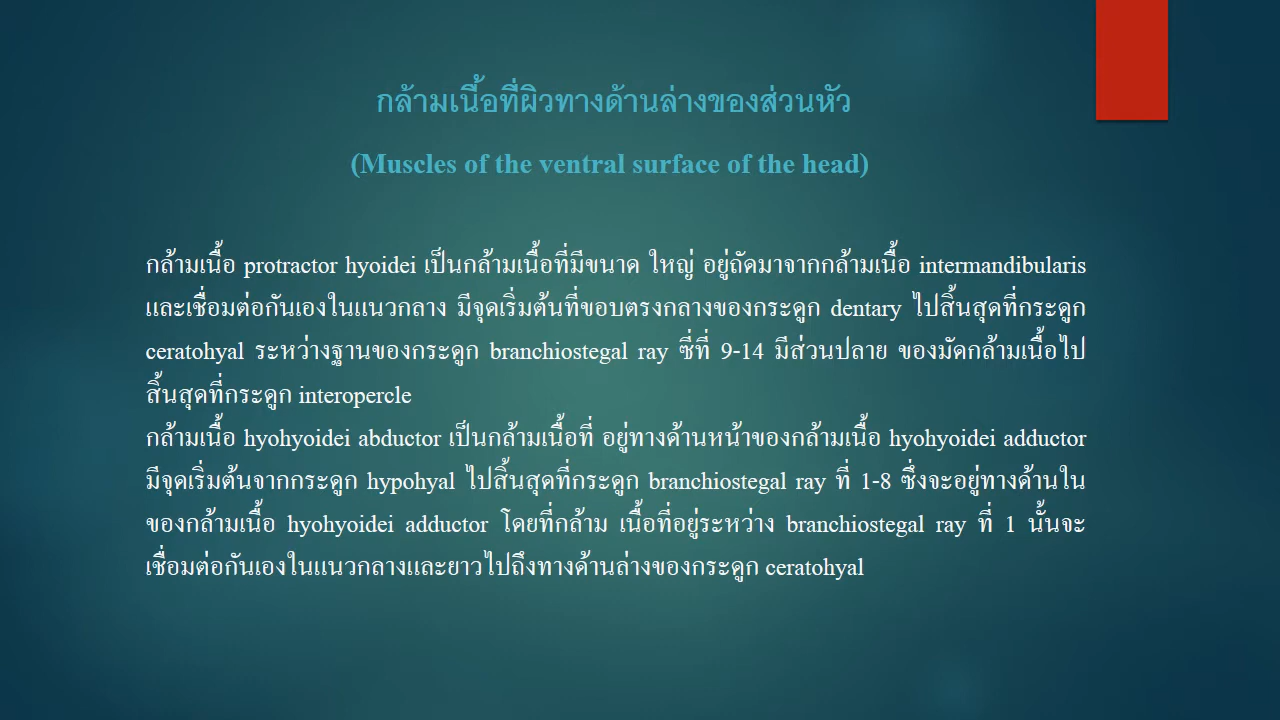 กล้ามเนื้อที่ผิวทางด้านล่างของส่วนหัว
(Muscles of the ventral surface of the head)
กล้ามเนื้อ protractor hyoidei เป็นกล้ามเนื้อที่มีขนาด ใหญ่ อยู่ถัดมาจากกล้ามเนื้อ intermandibularis
และเชื่อมต่อกันเองในแนวกลาง มีจุดเริ่มต้นที่ขอบตรงกลางของกระดูก dentary ไปสิ้นสุดที่กระดูก
ceratohyal ระหว่างฐานของกระดูก branchiostegal ray ซี่ที่ 9-14 มีส่วนปลาย ของมัดกล้ามเนื้อไป
สิ้นสุดที่กระดูก interopercle
กล้ามเนื้อ hyohyoidei abductor เป็นกล้ามเนื้อที่ อยู่ทางด้านหน้าของกล้ามเนื้อ hyohyoidei adductor
มีจุดเริ่มต้นจากกระดูก hypohyal ไปสิ้นสุดที่กระดูก branchiostegal ray ที่ 1-8 ซึ่งจะอยู่ทางด้านใน
ของกล้ามเนื้อ hyohyoidei adductor โดยที่กล้าม เนื้อที่อยู่ระหว่าง branchiostegal ray ที่ 1 นั้นจะ
เชื่อมต่อกันเองในแนวกลางและยาวไปถึงทางด้านล่างของกระดูก ceratohyal